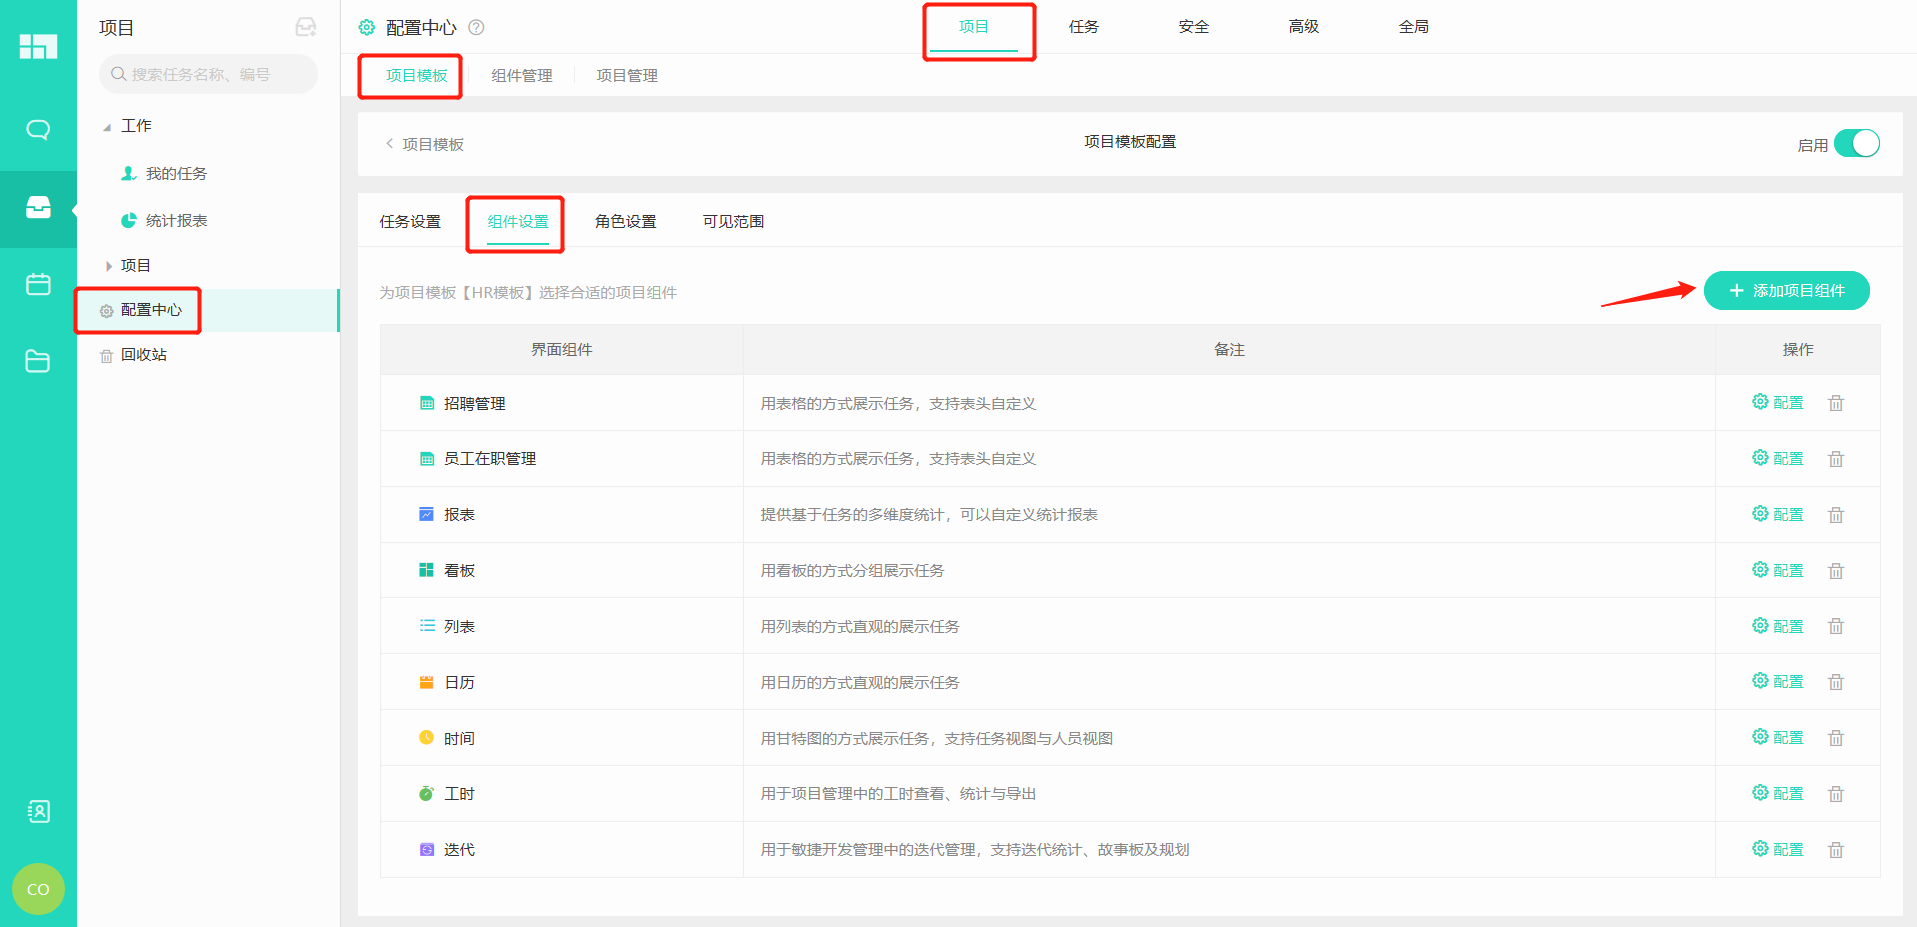 项目
搜索任务名称、编号
工作
我的任务
统计报表
项目
配置中心
回收站
CO
配置中心 ?
项目 任务 安全 高级 全局
项目模板 组件管理 项目管理
< 项目模板
项目模板配置
启用
任务设置 组件设置 角色设置 可见范围
为项目模板【HR模板】选择合适的项目组件
+ 添加项目组件
界面组件 备注 操作
招聘管理 用表格的方式展示任务，支持表头自定义 配置
员工在职管理 用表格的方式展示任务，支持表头自定义 配置
报表 提供基于任务的多维度统计，可以自定义统计报表 配置
看板 用看板的方式分组展示任务 配置
列表 用列表的方式直观的展示任务 配置
日历 用日历的方式直观的展示任务 配置
时间 用甘特图的方式展示任务，支持任务视图与人员视图 配置
工时 用于项目管理中的工时查看、统计与导出 配置
迭代 用于敏捷开发管理中的迭代管理，支持迭代统计、故事板及规划 配置